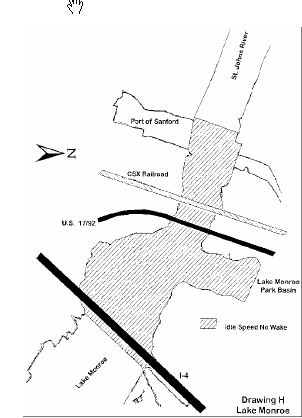 St. Johns River
Port of Sanford
N
CSX Railroad
U.S. 17/92
Lake Monroe
Park Basin
Idle Speed No Wake
Lake Monroe
I-4
Drawing H
Lake Monroe